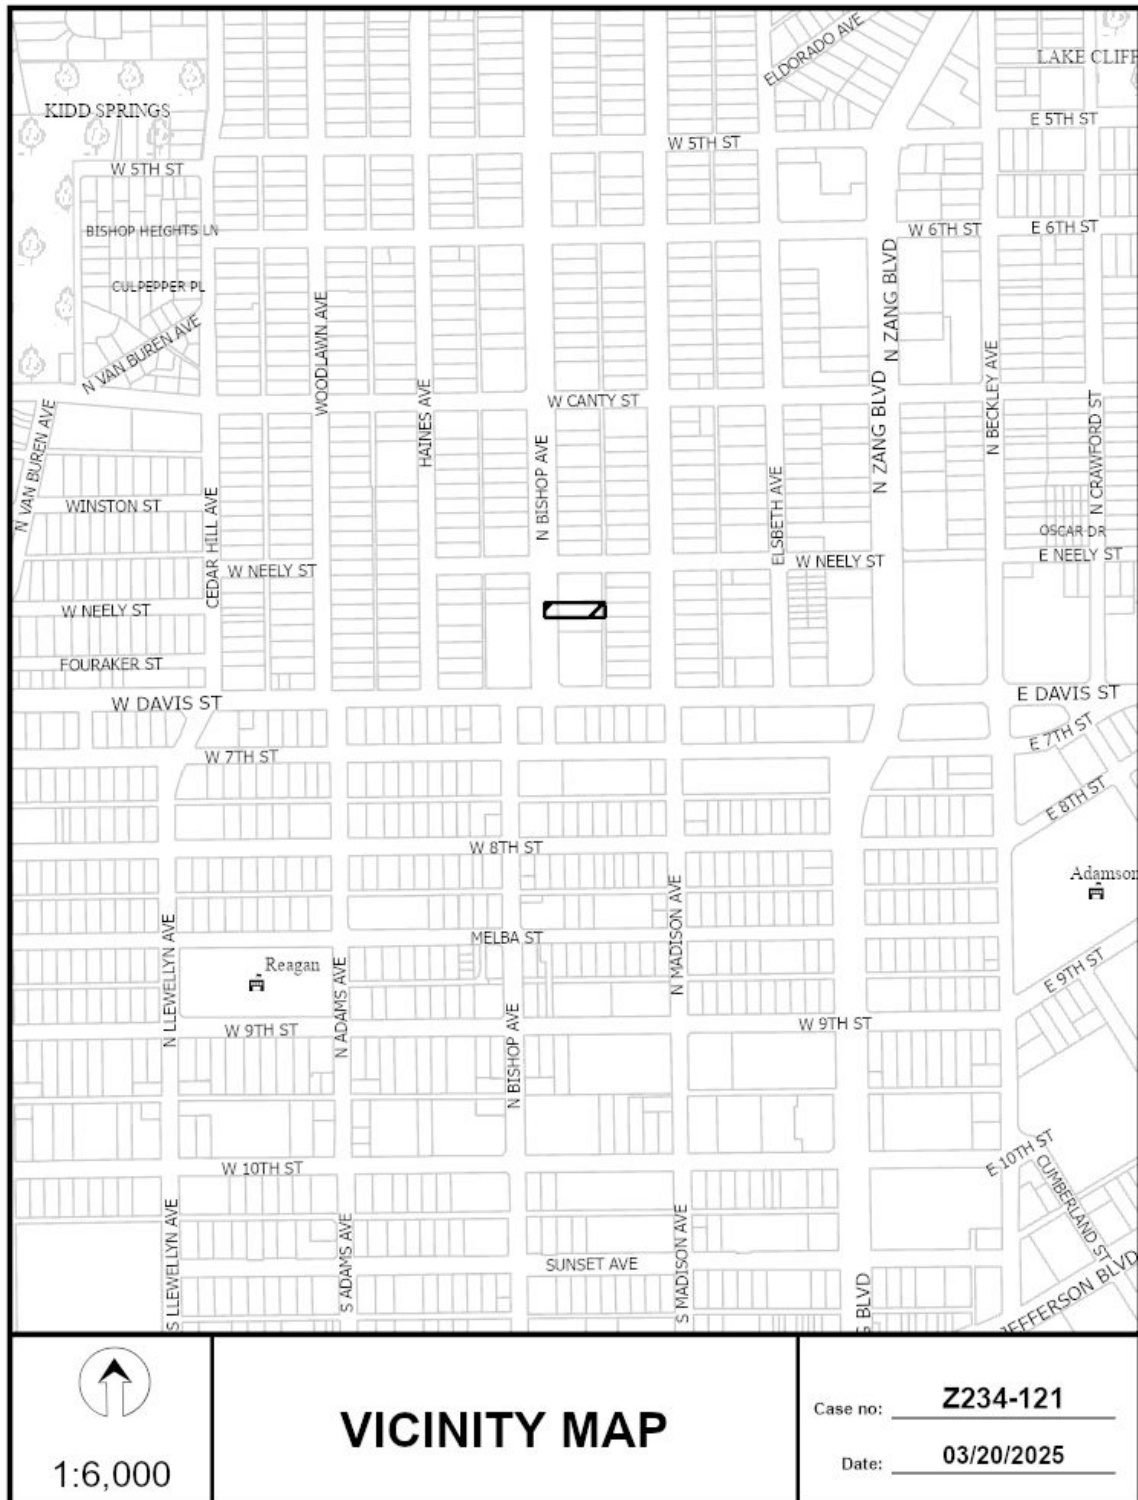 ELDORADO AVE
LAKE CLIFF
KIDD SPRINGS
E 5TH ST
W 5TH ST
W 5TH ST
BISHOP HEIGHTS LN
W 6TH ST
E 6TH ST
CULPEPPER PL
N ZANG BLVD
N VAN BUREN AVE
WOODLAWN AVE
HAINES AVE
W CANTY ST
N ZANG BLVD
N BECKLEY AVE
N CRAWFORD ST
N VAN BUREN AVE
N BISHOP AVE
WINSTON ST
CEDAR HILL AVE
ELSBETH AVE
OSCAR DR
E NEELY ST
W NEELY ST
W NEELY ST
W NEELY ST
FOURAKER ST
W DAVIS ST
E DAVIS ST
E 7TH ST
W 7TH ST
E 8TH ST
W 8TH ST
Adamson
N LLEWELLYN AVE
N MADISON AVE
MELBA ST
Reagan
N ADAMS AVE
E 9TH ST
W 9TH ST
W 9TH ST
N BISHOP AVE
E 10TH ST
W 10TH ST
CUMBERLAND ST
S LLEWELLYN AVE
S ADAMS AVE
S MADISON AVE
SUNSET AVE
S BLVD
JEFFERSON BLVD
1:6,000
VICINITY MAP
Case no: Z234-121
Date: 03/20/2025